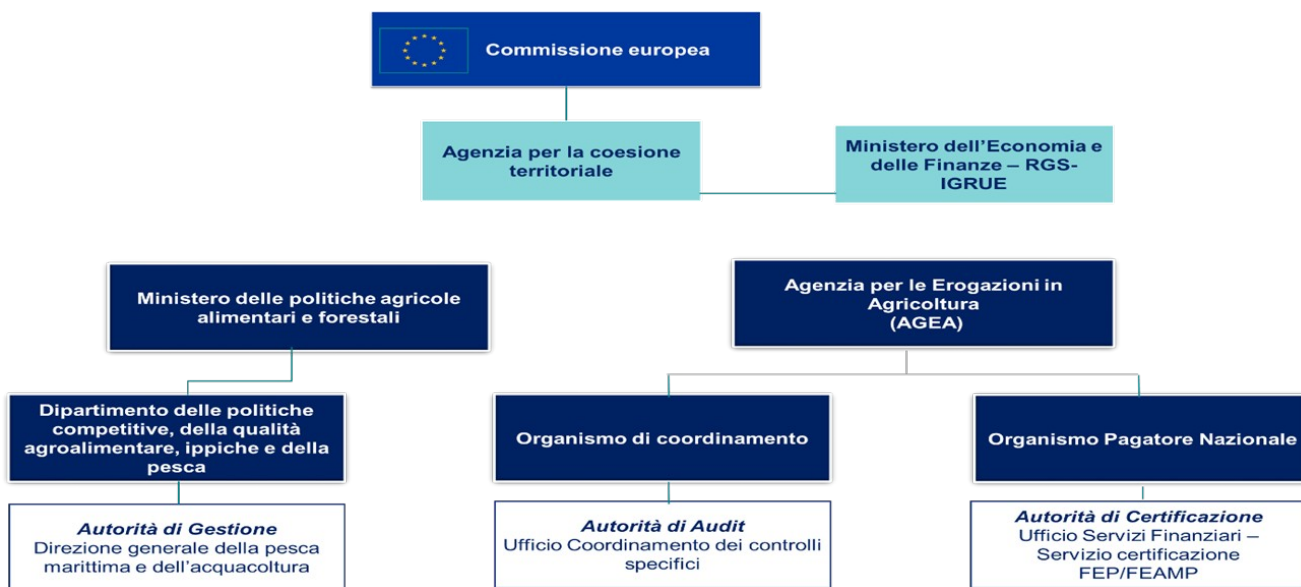 Commissione europea
Agenzia per la coesione
territoriale
Ministero dell'Economia e
delle Finanze – RGS-
IGRUE
Ministero delle politiche agricole
alimentari e forestali
Agenzia per le Erogazioni in
Agricoltura
(AGEA)
Dipartimento delle politiche
competitive, della qualità
agroalimentare, ippiche e della
pesca
Organismo di coordinamento
Organismo Pagatore Nazionale
Autorità di Gestione
Direzione generale della pesca
marittima e dell'acquacoltura
Autorità di Audit
Ufficio Coordinamento dei controlli
specifici
Autorità di Certificazione
Ufficio Servizi Finanziari –
Servizio certificazione
FEP/FEAMP